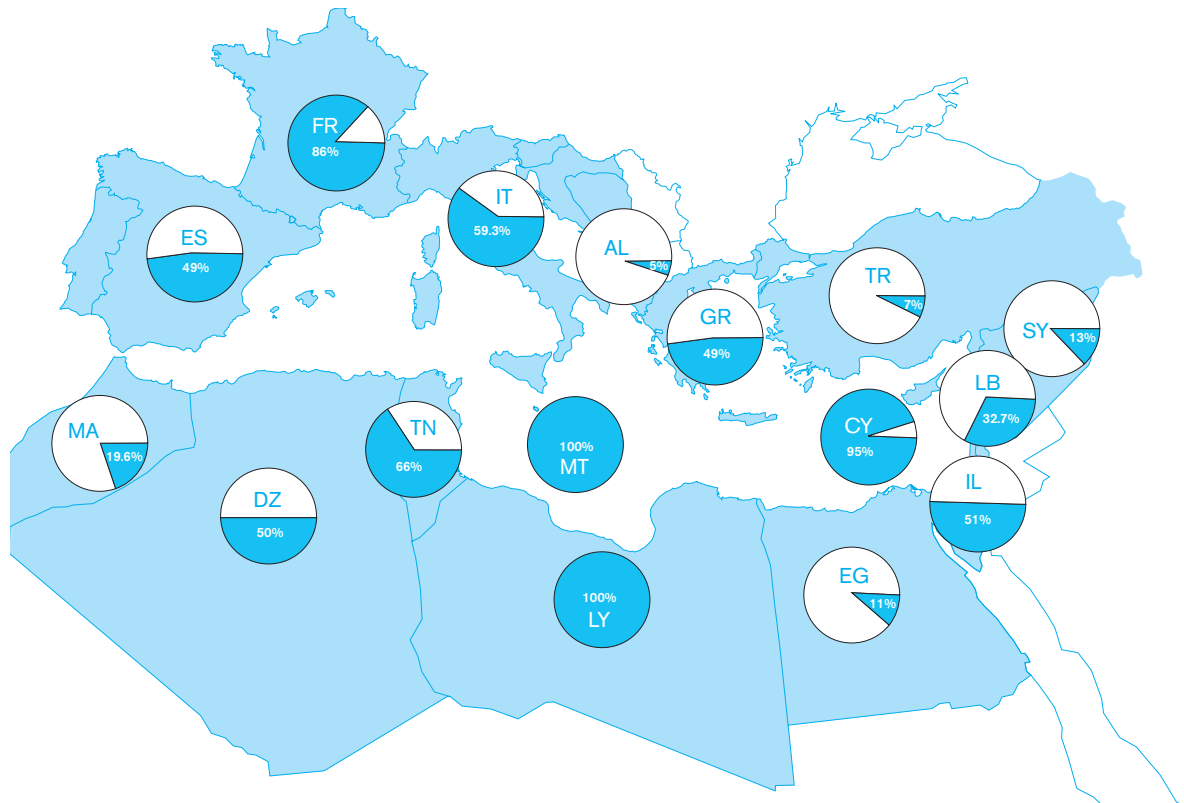 FR
86%
IT
59.3%
ES
49%
AL
5%
TR
7%
GR
49%
SY
13%
LB
32.7%
MA
19.6%
TN
66%
100%
MT
CY
95%
DZ
50%
IL
51%
EG
11%
100%
LY